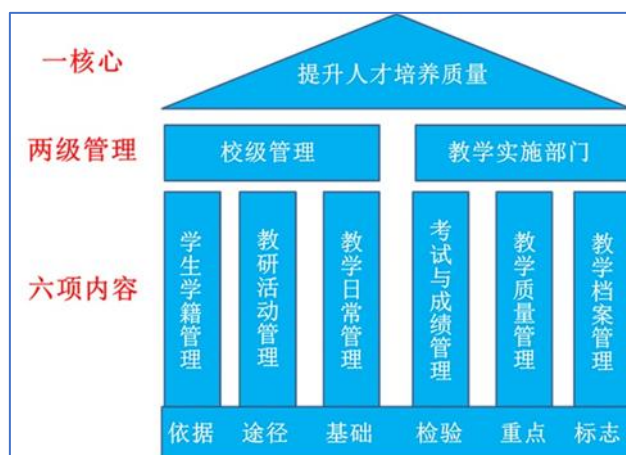 一核心
提升人才培养质量
两级管理
校级管理
教学实施部门
六项内容
学生学籍管理
教研活动管理
教学日常管理
考试与成绩管理
教学质量管理
教学档案管理
依据 途径 基础 检验 重点 标志